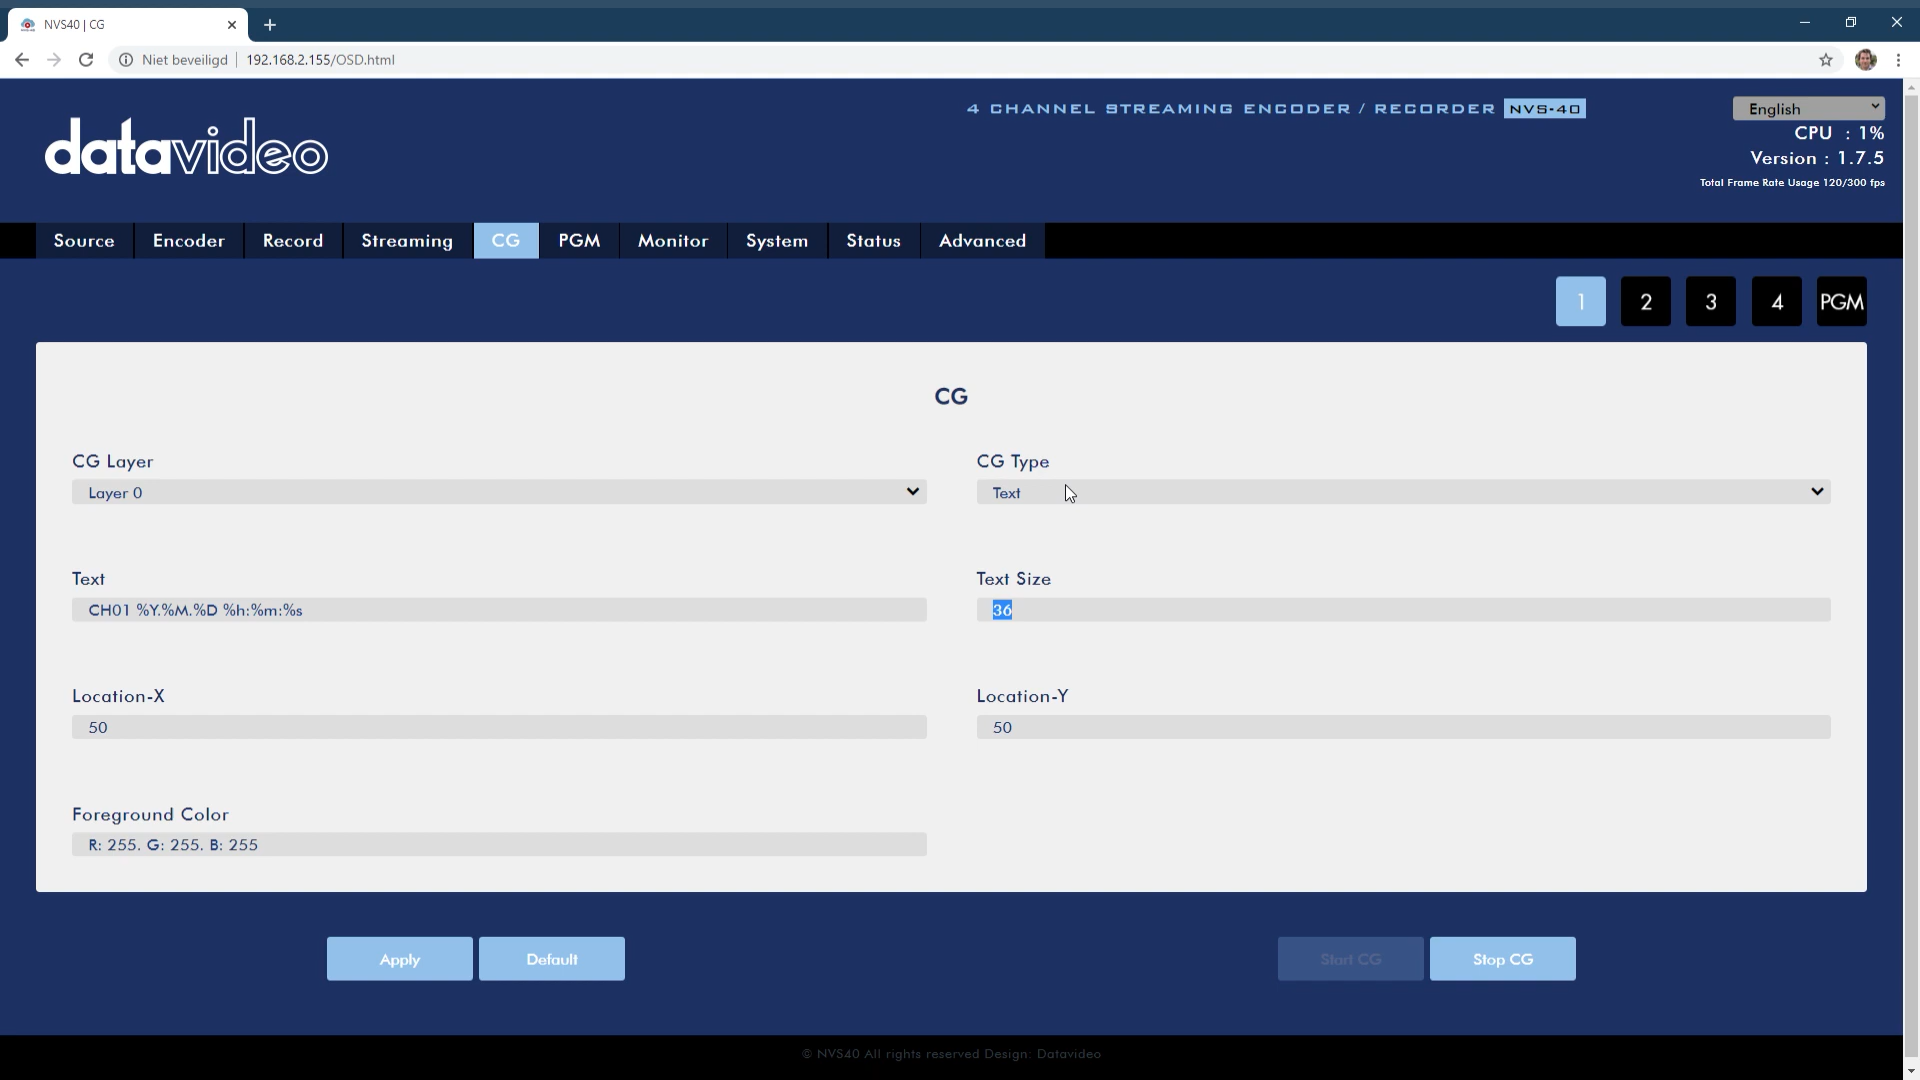 NVS40 | CG
Niet beveiligd
192.168.2.155/OSD.html
4 CHANNEL STREAMING ENCODER / RECORDER NVS-40
English
datavideo
CPU : 1%
Version : 1.7.5
Total Frame Rate Usage 120/300 fps
Source Encoder Record Streaming CG PGM Monitor System Status Advanced
1 2 3 4 PGM
CG
CG Layer
Layer 0
CG Type
Text
Text
CH01 %Y.%M.%D %h:%m:%s
Text Size
36
Location-X
50
Location-Y
50
Foreground Color
R: 255. G: 255. B: 255
Apply Default Start CG Stop CG
© NVS40 All rights reserved Design: Datavideo